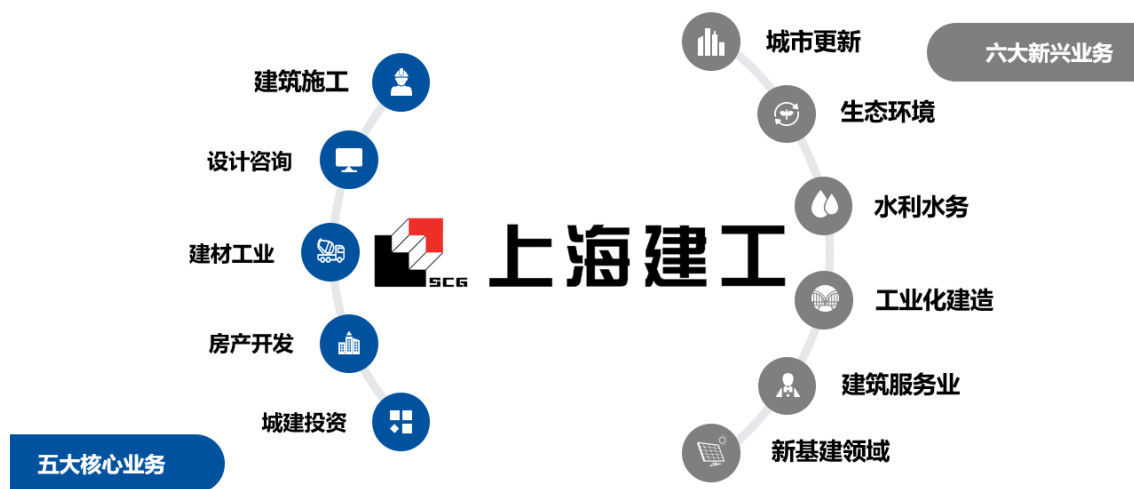 建筑施工
设计咨询
建材工业
房产开发
城建投资
五大核心业务
SCG
上海建工
六大新兴业务
城市更新
生态环境
水利水务
工业化建造
建筑服务业
新基建领域